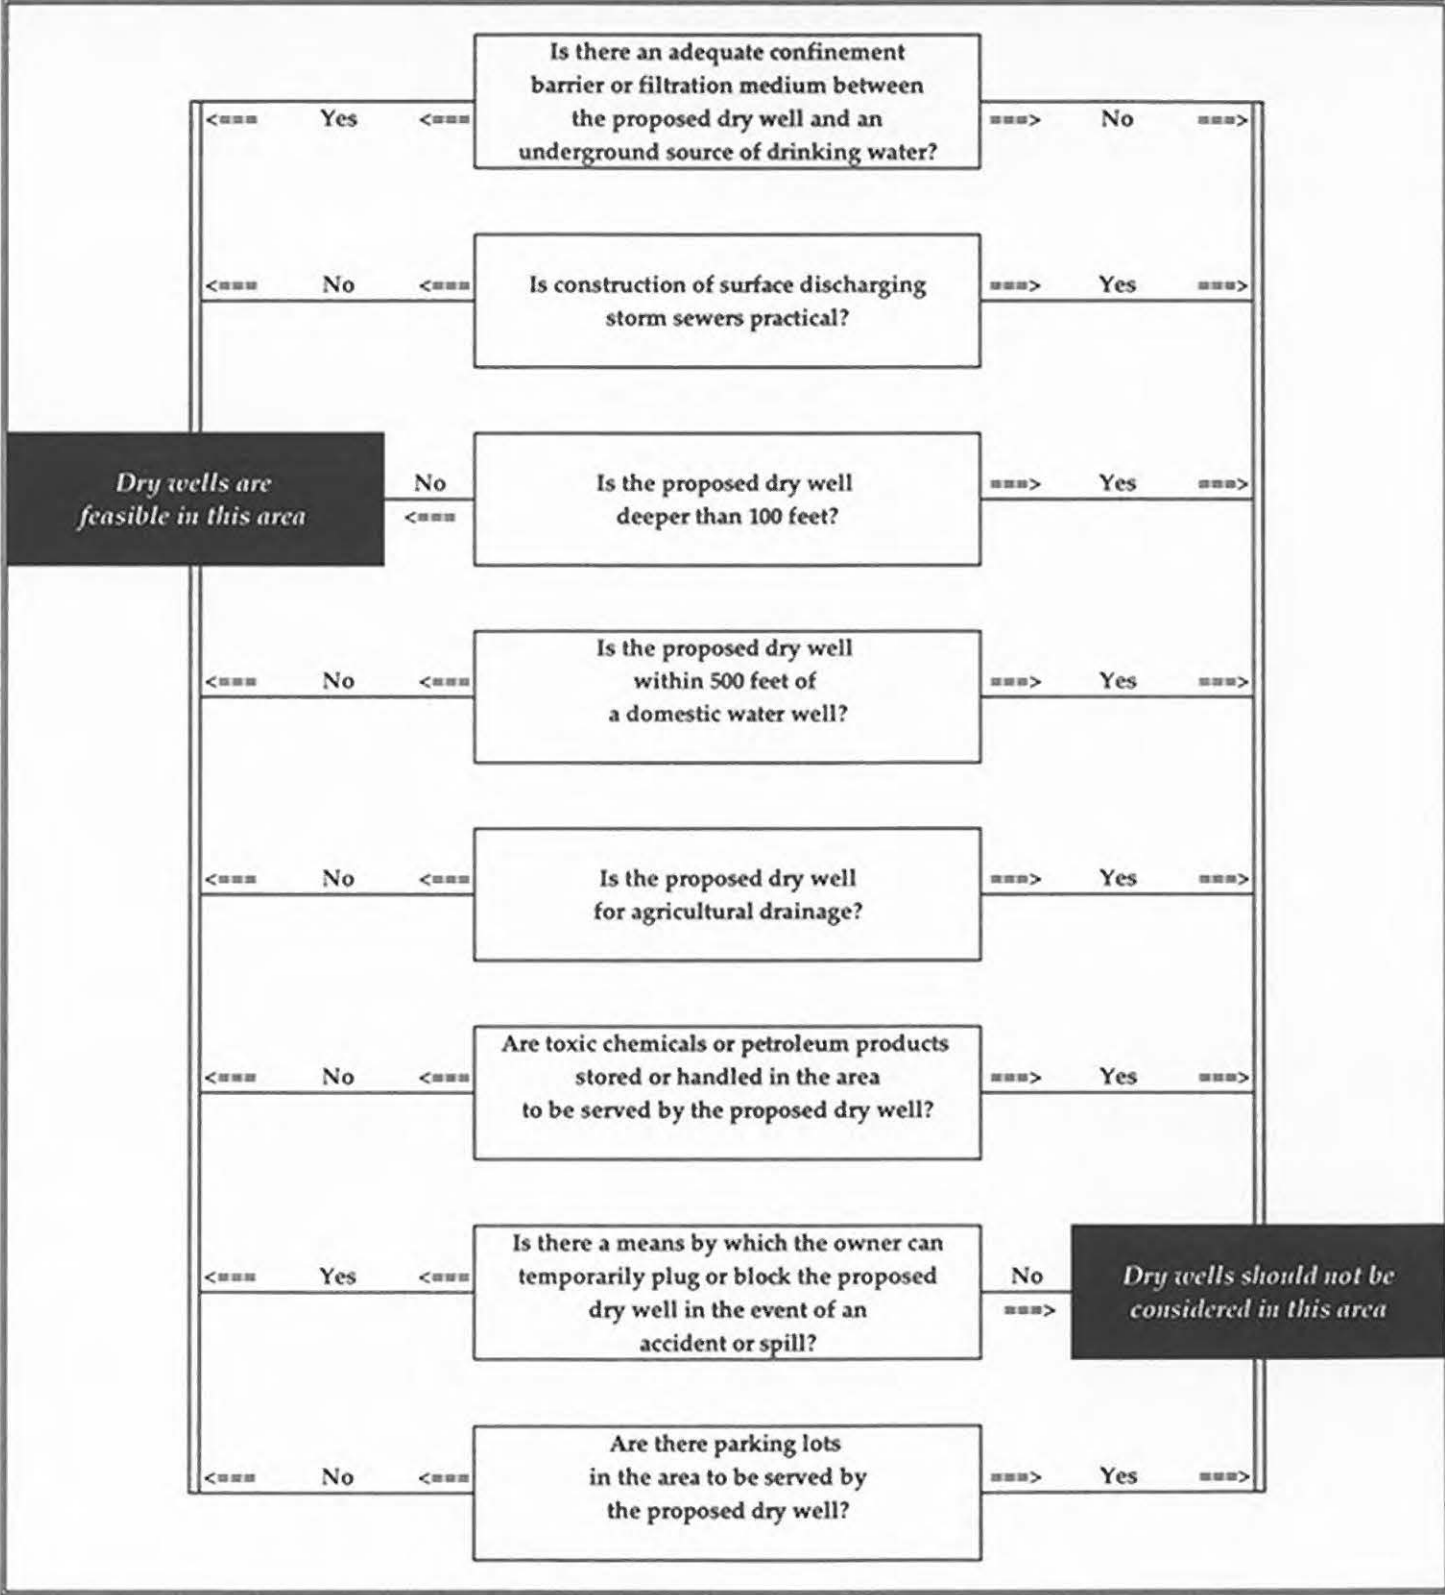 Is there an adequate confinement
barrier or filtration medium between
the proposed dry well and an
underground source of drinking water?
<=== Yes <===
===> No ===>
Is construction of surface discharging
storm sewers practical?
<=== No <===
===> Yes ===>
Dry wells are
feasible in this area
No
<===
Is the proposed dry well
deeper than 100 feet?
===> Yes ===>
Is the proposed dry well
within 500 feet of
a domestic water well?
<=== No <===
===> Yes ===>
Is the proposed dry well
for agricultural drainage?
<=== No <===
===> Yes ===>
Are toxic chemicals or petroleum products
stored or handled in the area
to be served by the proposed dry well?
<=== No <===
===> Yes ===>
Is there a means by which the owner can
temporarily plug or block the proposed
dry well in the event of an
accident or spill?
<=== Yes <===
No
===>
Dry wells should not be
considered in this area
Are there parking lots
in the area to be served by
the proposed dry well?
<=== No <===
===> Yes ===>